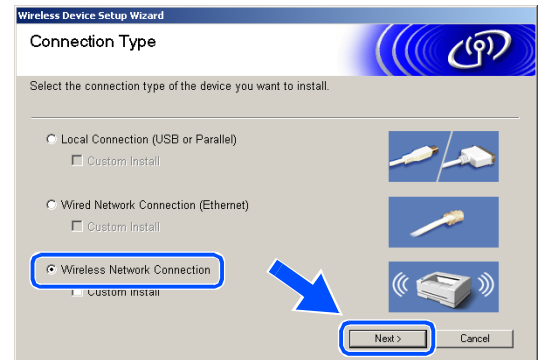 Wireless Device Setup Wizard
Connection Type
Select the connection type of the device you want to install.
Local Connection (USB or Parallel)
Custom Install
Wired Network Connection (Ethernet)
Custom Install
Wireless Network Connection
Custom Install
Next > Cancel